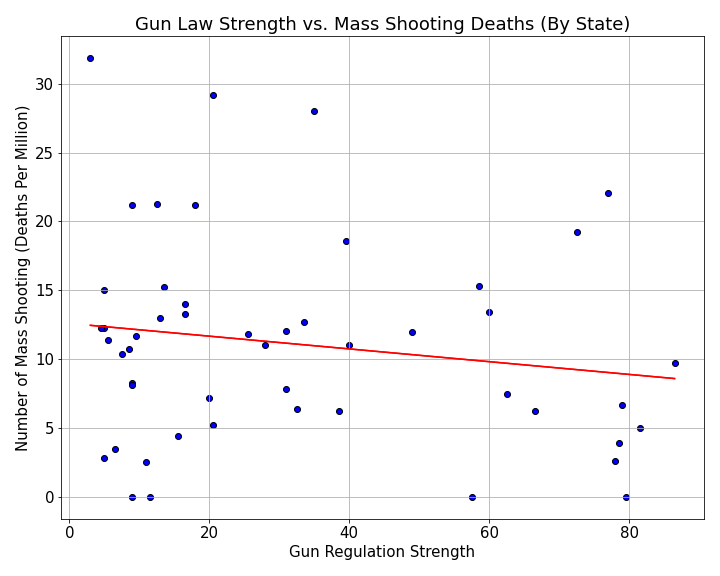 Gun Law Strength vs. Mass Shooting Deaths (By State)
Number of Mass Shooting (Deaths Per Million)
30
25
20
15
10
5
0
0 20 40 60 80
Gun Regulation Strength